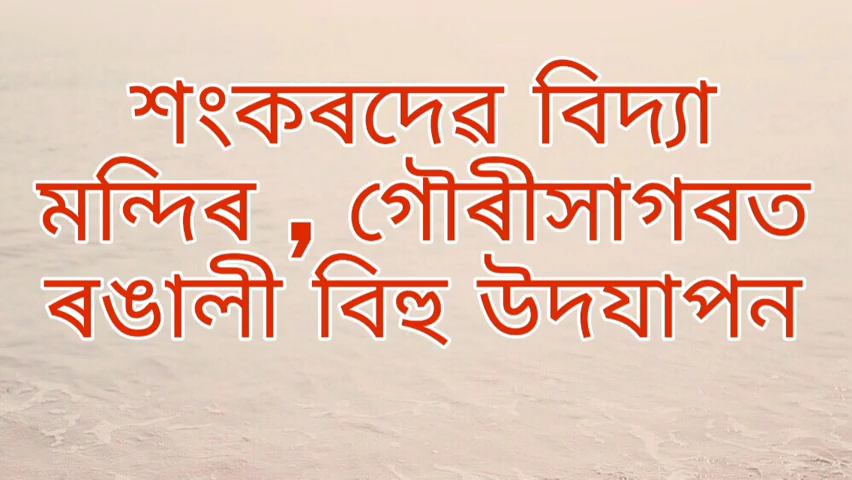 শংকৰদেৱ বিদ্যা
মন্দিৰ , গৌৰীসাগৰত
ৰঙালী বিহু উদযাপন